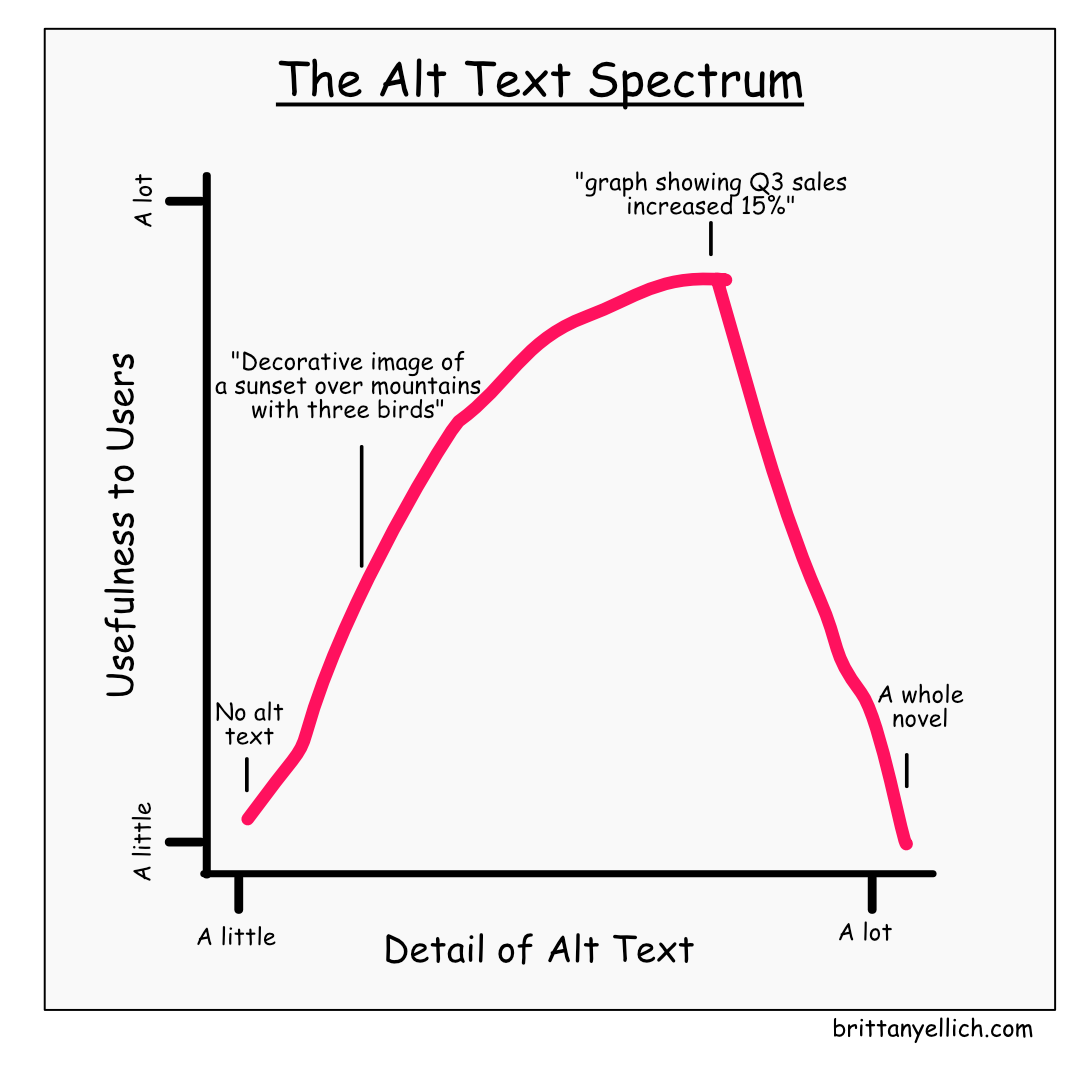 The Alt Text Spectrum
A lot
"graph showing Q3 sales
increased 15%"
"Decorative image of
a sunset over mountains
with three birds"
Usefulness to Users
No alt
text
A whole
novel
A little
A little
A lot
Detail of Alt Text
brittanyellich.com